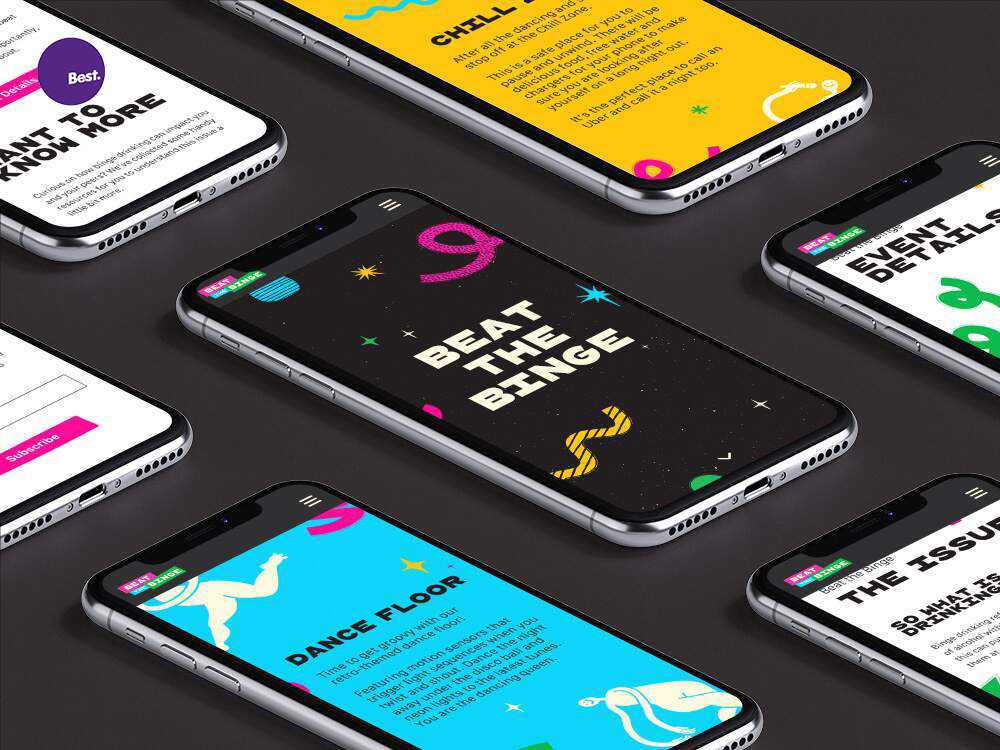 Best.
Details
WANT TO
KNOW MORE
Curious on how binge drinking can impact you
and your peers? We've collected some handy
resources for you to understand this issue a
little bit more.
CHILL
After all the dancing and
stop off at the Chill Zone.
This is a safe place for you to
pause and unwind. There will be
delicious food, free water and
chargers for your phone to make
sure you are looking after
yourself on a long night out.
It's the perfect place to call an
Uber and call it a night too.
BEAT
THE BINGE
BEAT
THE
BINGE
BEAT
THE BINGE
Beat the Binge
EVENT
DETAILS
Subscribe
BEAT
THE BINGE
DANCE FLOOR
Time to get groovy with our
retro-themed dance floor!
Featuring motion sensors that
trigger light sequences when you
twist and shout. Dance the night
away under the disco ball and
neon lights to the latest tunes.
You are the dancing queen.
BEAT
THE BINGE
Beat the Binge
THE ISSU
SO WHAT IS
DRINKING
Binge drinking
of alcohol
this can
them at